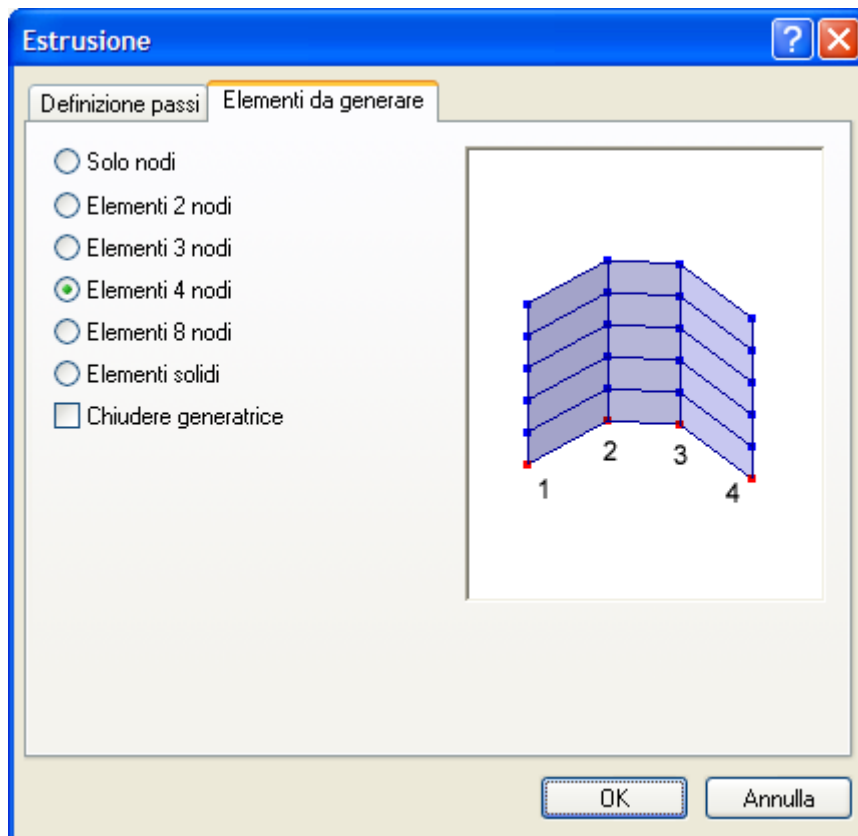 Estrusione
Definizione passi
Elementi da generare
Solo nodi
Elementi 2 nodi
Elementi 3 nodi
Elementi 4 nodi
Elementi 8 nodi
Elementi solidi
Chiudere generatrice
1
2
3
4
OK
Annulla